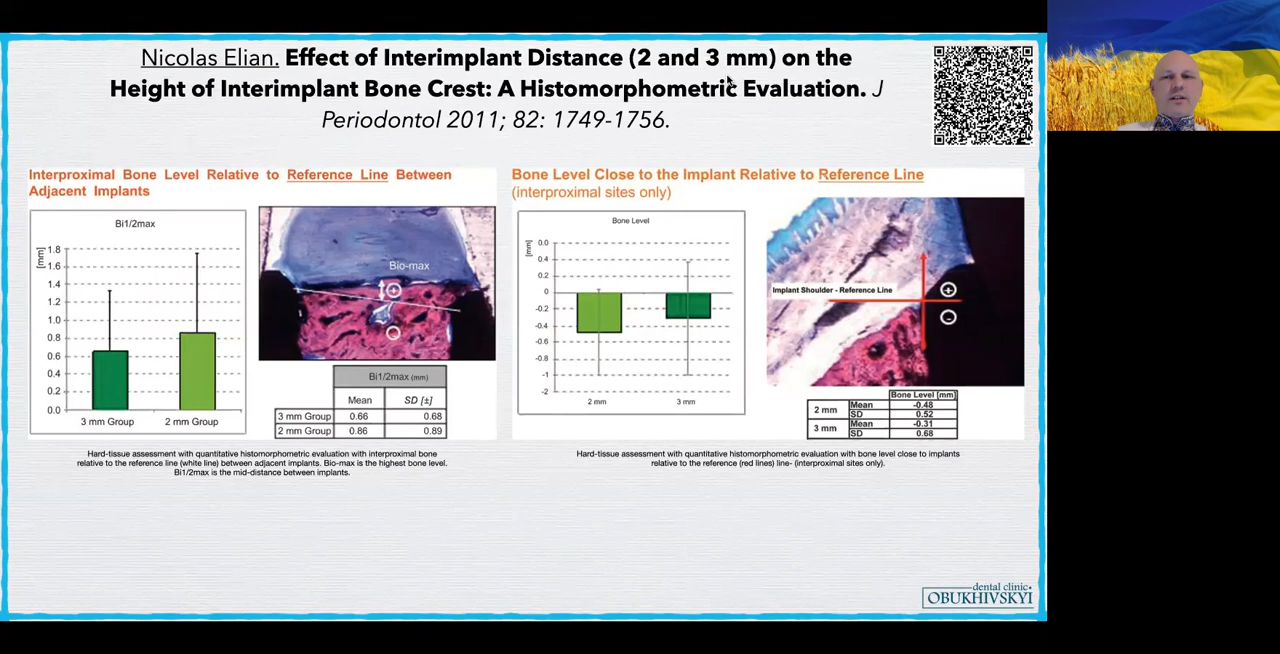 Nicolas Elian. Effect of Interimplant Distance (2 and 3 mm) on the
Height of Interimplant Bone Crest: A Histomorphometric Evaluation. J
Periodontol 2011; 82: 1749-1756.
Interproximal Bone Level Relative to Reference Line Between
Adjacent Implants
Bi1/2max
[mm]
1.8
1.6
1.4
1.2
1.0
0.8
0.6
0.4
0.2
0.0
3 mm Group
2 mm Group
Bio-max
+
-
Bi1/2max (mm)
Mean SD [±]
3 mm Group 0.66 0.68
2 mm Group 0.86 0.89
Hard-tissue assessment with quantitative histomorphometric evaluation with interproximal bone
relative to the reference line (white line) between adjacent implants. Bio-max is the highest bone level.
Bi1/2max is the mid-distance between implants.
Bone Level Close to the Implant Relative to Reference Line
(interproximal sites only)
Bone Level
[mm]
0.0
0.4
0.2
0
-0.2
-0.4
-0.6
-0.8
-1
-2
2 mm
3 mm
Implant Shoulder - Reference Line
+
-
Bone Level [mm]
2 mm Mean -0.48
SD 0.52
3 mm Mean -0.31
SD 0.68
Hard-tissue assessment with quantitative histomorphometric evaluation with bone level close to implants
relative to the reference (red lines) line- (interproximal sites only).
dental clinic
OBUKHIVSKYI